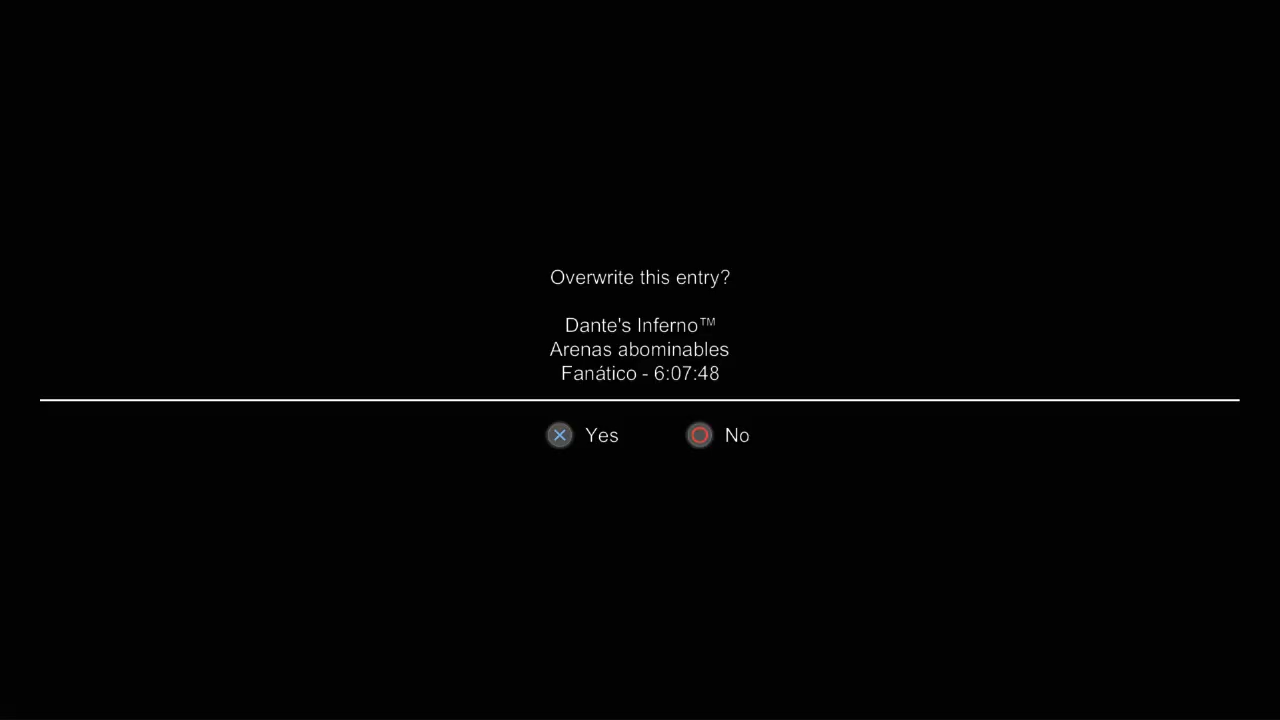 Overwrite this entry?
Dante's Inferno™
Arenas abominables
Fanático - 6:07:48
Yes No